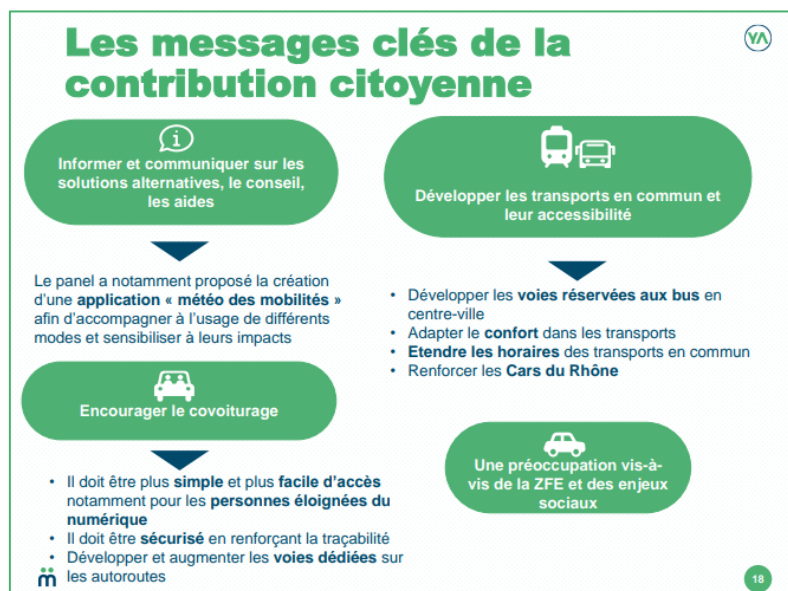 Les messages clés de la
contribution citoyenne
YA
Informer et communiquer sur les
solutions alternatives, le conseil,
les aides
Le panel a notamment proposé la création
d'une application « météo des mobilités »
afin d'accompagner à l'usage de différents
modes et sensibiliser à leurs impacts
Encourager le covoiturage
• Il doit être plus simple et plus facile d'accès
notamment pour les personnes éloignées du
numérique
• Il doit être sécurisé en renforçant la traçabilité
• Développer et augmenter les voies dédiées sur
les autoroutes
Développer les transports en commun et
leur accessibilité
• Développer les voies réservées aux bus en
centre-ville
• Adapter le confort dans les transports
• Etendre les horaires des transports en commun
• Renforcer les Cars du Rhône
Une préoccupation vis-à-
vis de la ZFE et des enjeux
sociaux
18